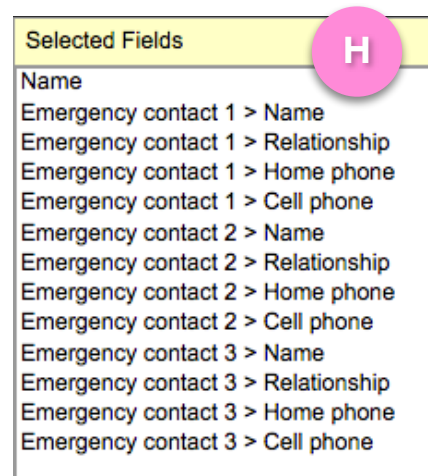 Selected Fields
H
Name
Emergency contact 1 > Name
Emergency contact 1 > Relationship
Emergency contact 1 > Home phone
Emergency contact 1 > Cell phone
Emergency contact 2 > Name
Emergency contact 2 > Relationship
Emergency contact 2 > Home phone
Emergency contact 2 > Cell phone
Emergency contact 3 > Name
Emergency contact 3 > Relationship
Emergency contact 3 > Home phone
Emergency contact 3 > Cell phone